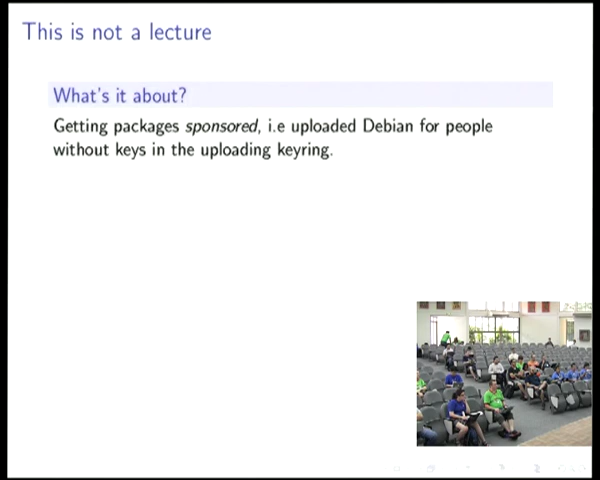 This is not a lecture
What's it about?
Getting packages sponsored, i.e uploaded Debian for people
without keys in the uploading keyring.